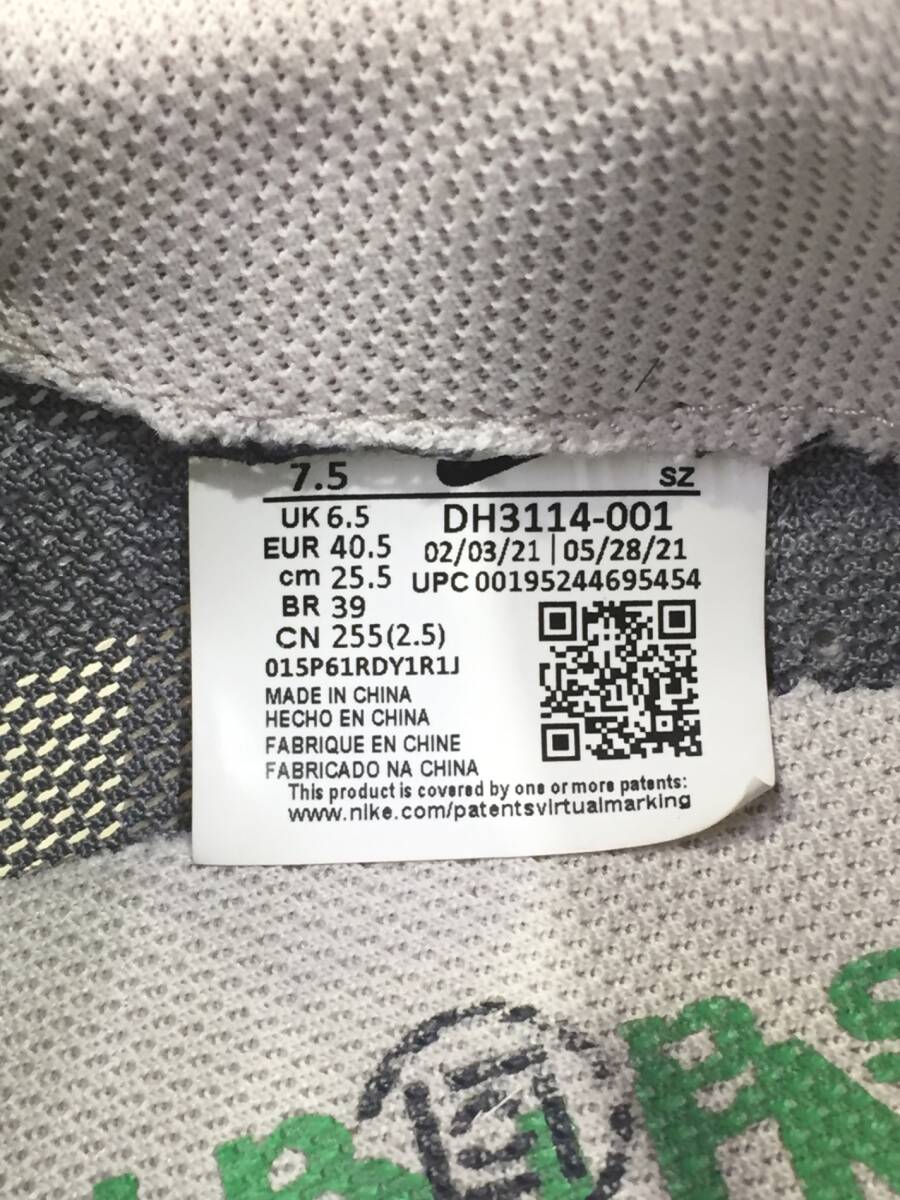 7.5 SZ
UK 6.5
EUR 40.5
cm 25.5
BR 39
CN 255(2.5)
015P61RDY1R1J
DH3114-001
02/03/21 | 05/28/21
UPC 00195244695454
MADE IN CHINA
HECHO EN CHINA
FABRIQUE EN CHINE
FABRICADO NA CHINA
This product is covered by one or more patents:
www.nike.com/patentsvirtualmarking